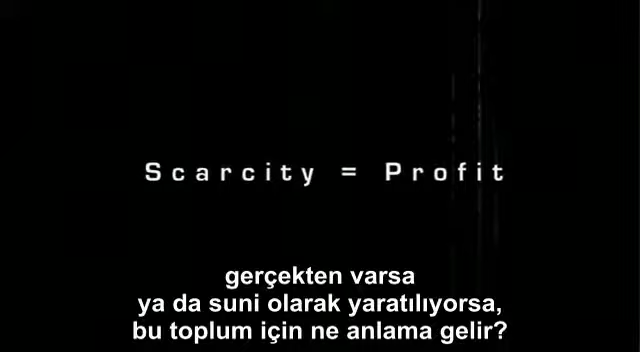 Scarcity = Profit
gerçekten varsa
ya da suni olarak yaratılıyorsa,
bu toplum için ne anlama gelir?